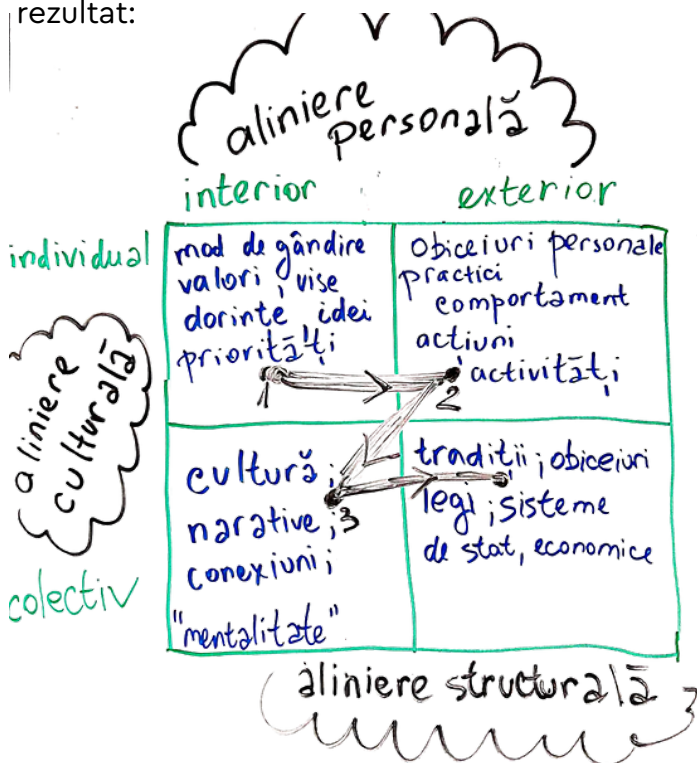 rezultat:
aliniere
personală
interior
exterior
individual
mod de gândire
valori, vise
dorințe idei
priorități
1
obiceiuri personale
practici
comportament
acțiuni
activități
2
aliniere
culturală
colectiv
cultură;
narative;
3
conexiuni;
"mentalitate"
tradiții; obiceiuri
legi; sisteme
de stat, economice
aliniere structurală